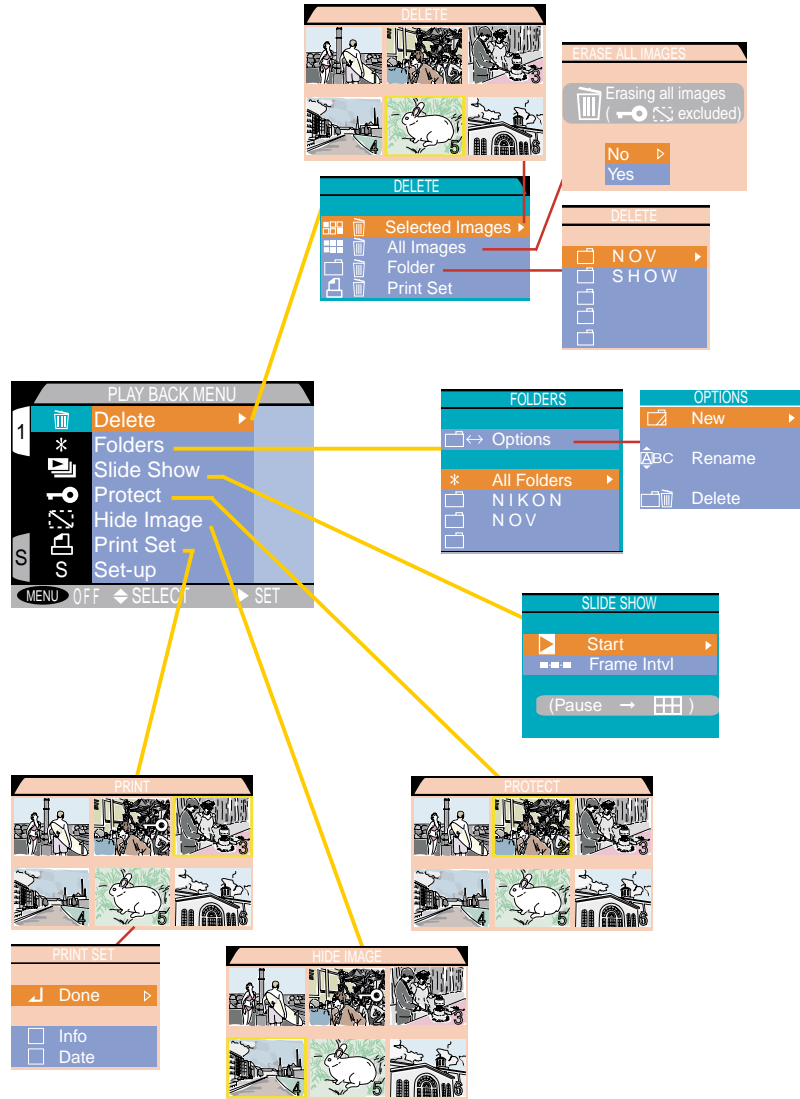 DELETE
3
4
5
6
ERASE ALL IMAGES
Erasing all images
( excluded)
No
Yes
DELETE
Selected Images
All Images
Folder
Print Set
DELETE
NOV
SHOW
PLAY BACK MENU
1
Delete
Folders
Slide Show
Protect
Hide Image
Print Set
S
S Set-up
MENU OFF SELECT SET
FOLDERS
Options
All Folders
NIKON
NOV
OPTIONS
New
ABC Rename
Delete
SLIDE SHOW
Start
Frame Intvl
(Pause → )
PRINT
3
4
5
6
PRINT SET
Done
Info
Date
PROTECT
2
3
4
5
6
HIDE IMAGE
3
4
5
6